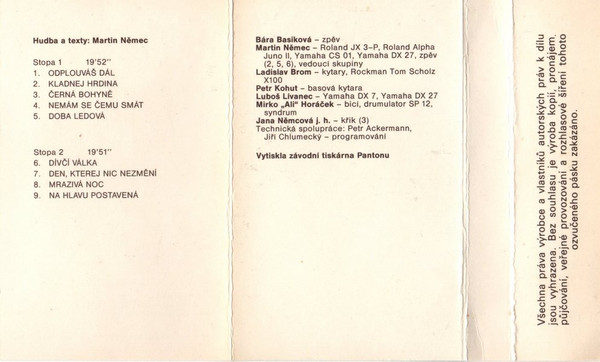 Hudba a texty: Martin Němec
Stopa 1 19'52"
1. ODPLOUVÁŠ DÁL
2. KLADNEJ HRDINA
3. ČERNÁ BOHYNĚ
4. NEMÁM SE ČEMU SMÁT
5. DOBA LEDOVÁ
Stopa 2 19'51"
6. DÍVČÍ VÁLKA
7. DEN, KTEREJ NIC NEZMĚNÍ
8. MRAZIVÁ NOC
9. NA HLAVU POSTAVENÁ
Bára Basiková – zpěv
Martin Němec – Roland JX 3–P, Roland Alpha
Juno II, Yamaha CS 01, Yamaha DX 27, zpěv
(2, 5, 6), vedoucí skupiny
Ladislav Brom – kytary, Rockman Tom Scholz
X100
Petr Kohut – basová kytara
Luboš Livanec – Yamaha DX 7, Yamaha DX 27
Mirko „Ali" Horáček – bicí, drumulator SP 12,
syndrum
Jana Němcová j. h. – křik (3)
Technická spolupráce: Petr Ackermann,
Jiří Chlumecký – programování
Vytiskla závodní tiskárna Pantonu
Všechna práva výrobce a vlastníků autorských práv k dílu
jsou vyhrazena. Bez souhlasu je výroba kopií, pronájem,
půjčování, veřejné provozování a rozhlasové šíření tohoto
ozvučeného pásku zakázáno.